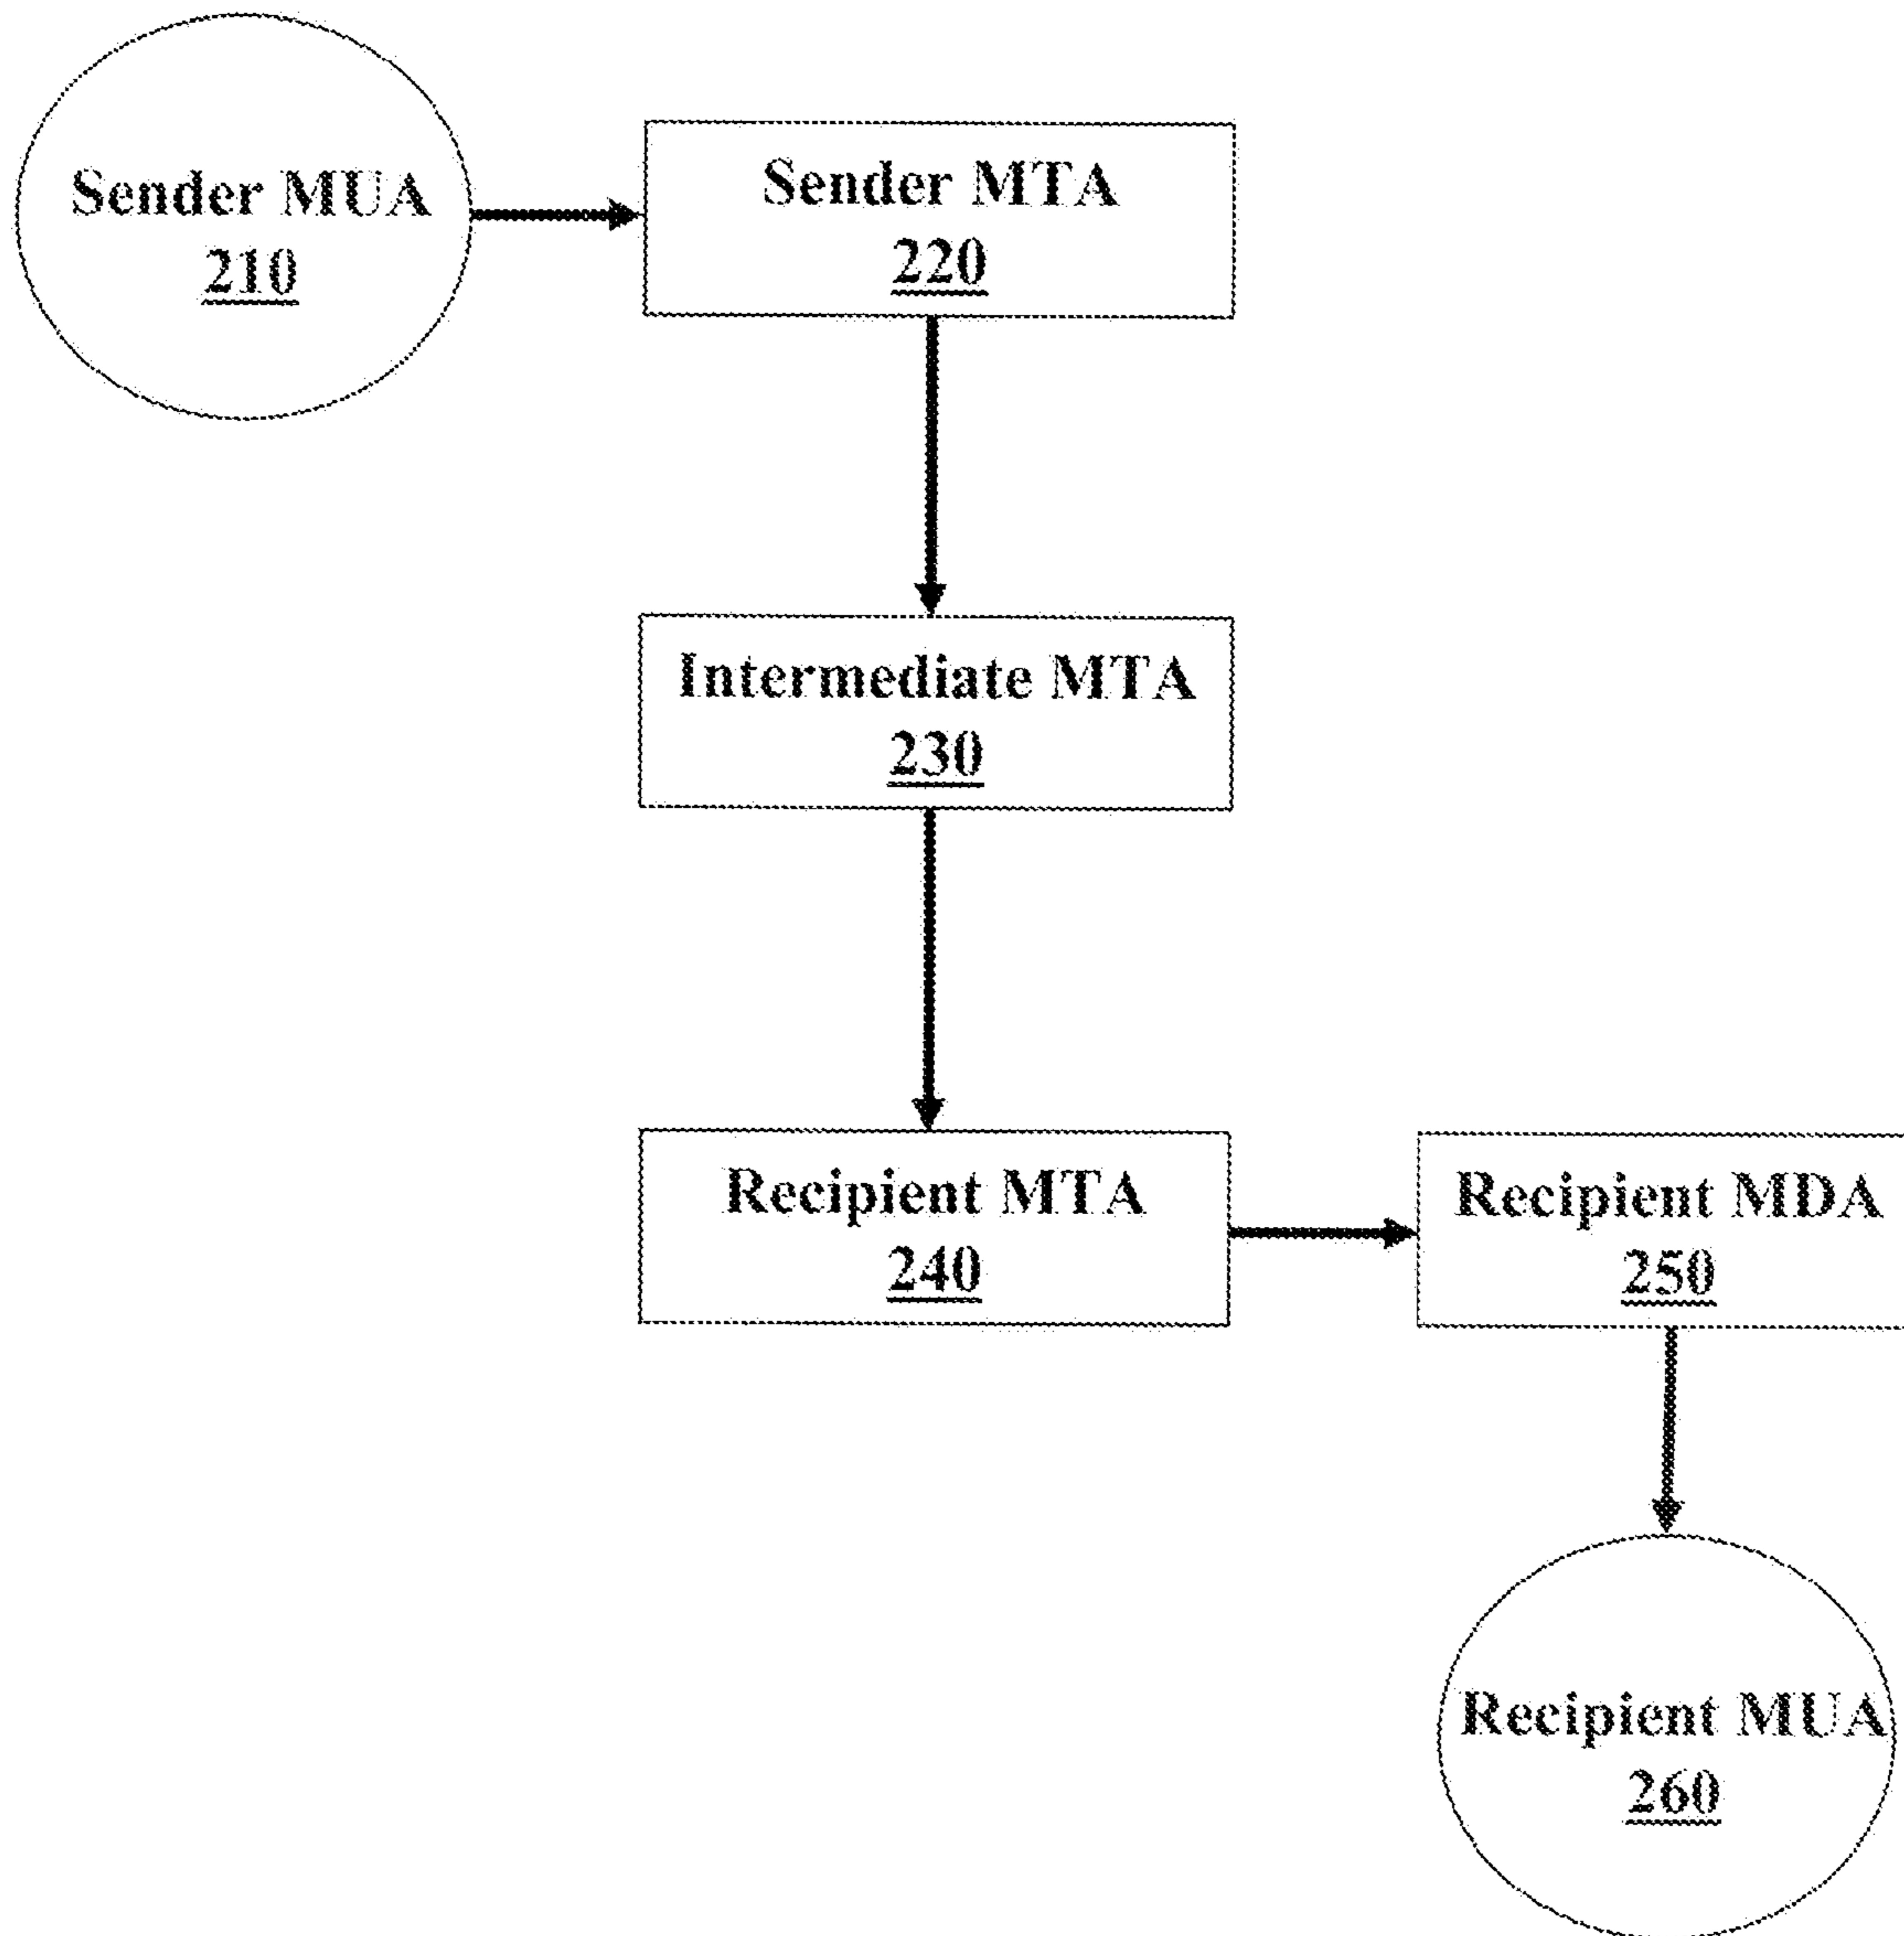 Sender MUA
210
Sender MTA
220
Intermediate MTA
230
Recipient MTA
240
Recipient MDA
250
Recipient MUA
260